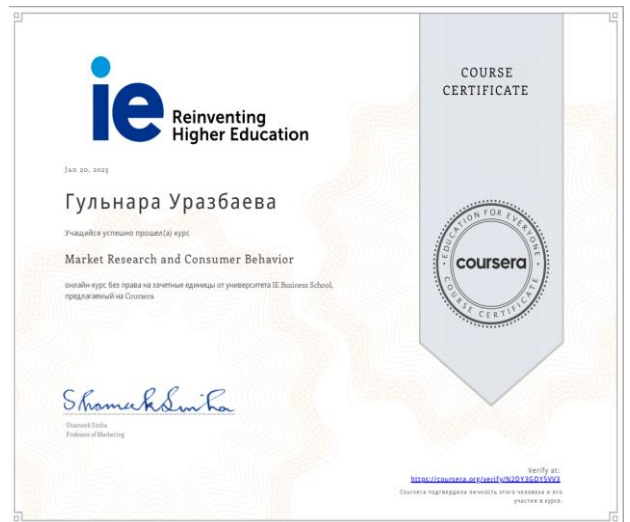 ie
Reinventing
Higher Education
COURSE
CERTIFICATE
Jan 20, 2023
Гульнара Уразбаева
Учащийся успешно прошел(а) курс
Market Research and Consumer Behavior
онлайн-курс без права на зачетные единицы от университета IE Business School,
предлагаемый на Coursera
EDUCATION FOR EVERYONE
coursera
COURSE CERTIFICATE
Shameek Sinha
Shameek Sinha
Professor of Marketing
Verify at:
https://coursera.org/verify/N2DY3GDYSVV3
Coursera подтвердила личность этого человека и его
участие в курсе.